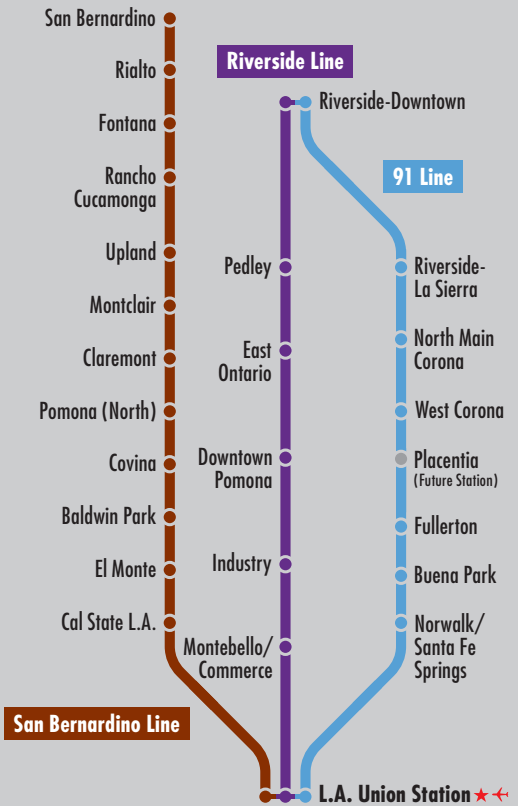 San Bernardino
Rialto
Fontana
Rancho
Cucamonga
Upland
Montclair
Claremont
Pomona (North)
Covina
Baldwin Park
El Monte
Cal State L.A.
San Bernardino Line
Riverside Line
Riverside-Downtown
Pedley
East
Ontario
Downtown
Pomona
Industry
Montebello/
Commerce
91 Line
Riverside-
La Sierra
North Main
Corona
West Corona
Placentia
(Future Station)
Fullerton
Buena Park
Norwalk/
Santa Fe
Springs
L.A. Union Station